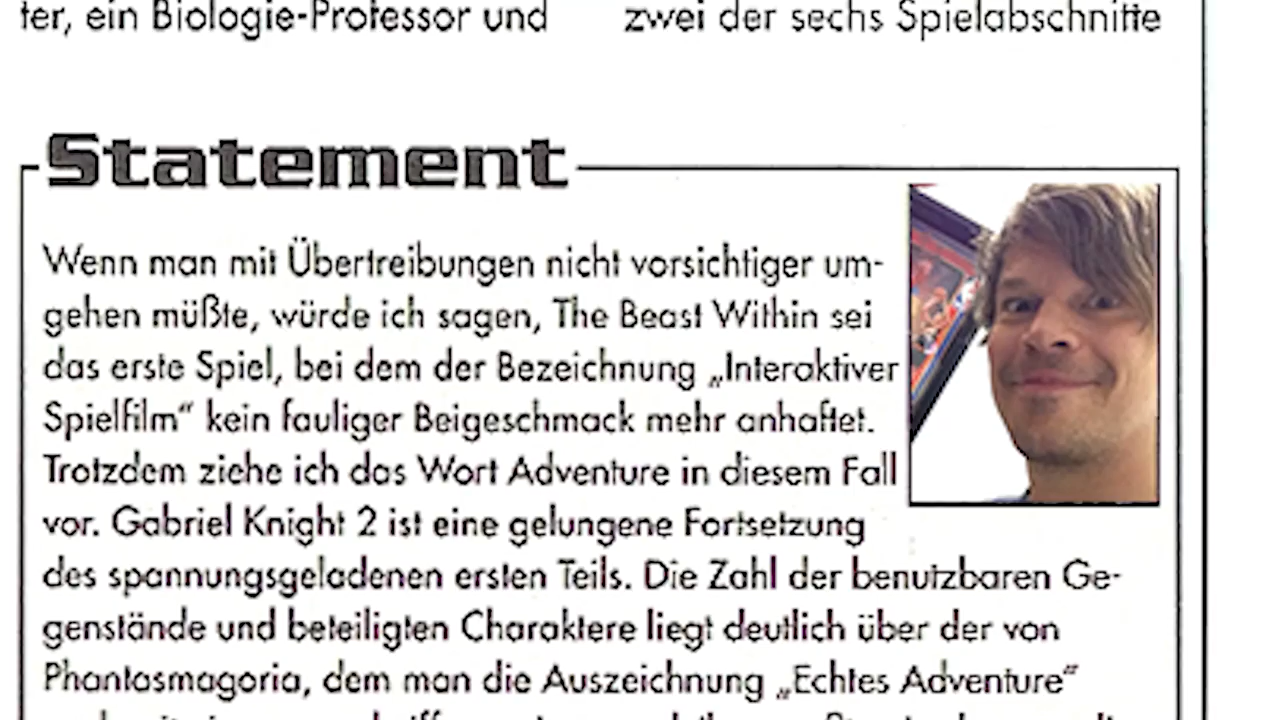 ter, ein Biologie-Professor und
zwei der sechs Spielabschnitte
Statement
Wenn man mit Übertreibungen nicht vorsichtiger um-
gehen müßte, würde ich sagen, The Beast Within sei
das erste Spiel, bei dem der Bezeichnung „Interaktiver
Spielfilm“ kein fauliger Beigeschmack mehr anhaftet.
Trotzdem ziehe ich das Wort Adventure in diesem Fall
vor. Gabriel Knight 2 ist eine gelungene Fortsetzung
des spannungsgeladenen ersten Teils. Die Zahl der benutzbaren Ge-
genstände und beteiligten Charaktere liegt deutlich über der von
Phantasmagoria, dem man die Auszeichnung „Echtes Adventure“